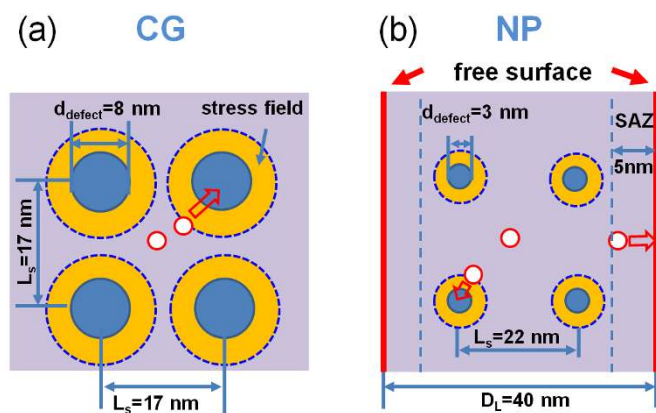 (a) CG
d_defect=8 nm
stress field
L_s=17 nm
L_s=17 nm
(b) NP
free surface
d_defect=3 nm
SAZ
5nm
L_s=22 nm
D_L=40 nm